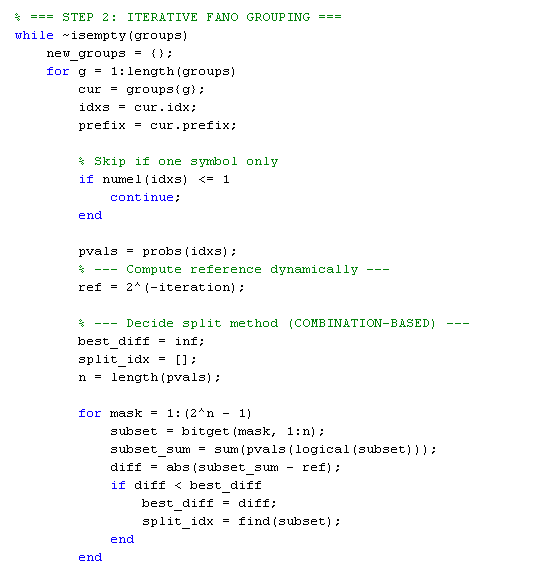 % === STEP 2: ITERATIVE FANO GROUPING ===
while ~isempty(groups)
    new_groups = {};
    for g = 1:length(groups)
        cur = groups{g};
        idxs = cur.idx;
        prefix = cur.prefix;

        % Skip if one symbol only
        if numel(idxs) <= 1
            continue;
        end

        pvals = probs(idxs);
        % --- Compute reference dynamically ---
        ref = 2^(-iteration);

        % --- Decide split method (COMBINATION-BASED) ---
        best_diff = inf;
        split_idx = [];
        n = length(pvals);

        for mask = 1:(2^n - 1)
            subset = bitget(mask, 1:n);
            subset_sum = sum(pvals(logical(subset)));
            diff = abs(subset_sum - ref);
            if diff < best_diff
                best_diff = diff;
                split_idx = find(subset);
            end
        end